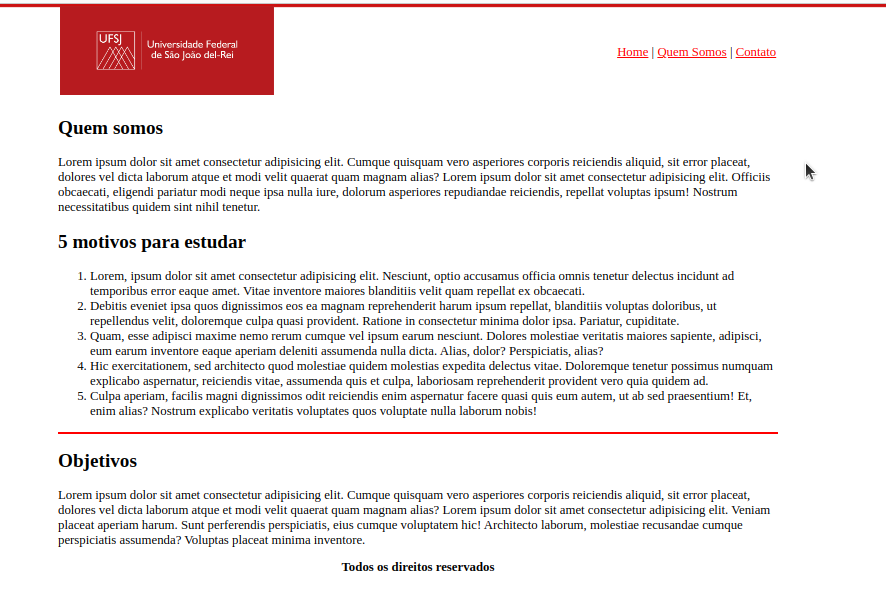 UFSJ
Universidade Federal
de São João del-Rei
Home | Quem Somos | Contato
Quem somos
Lorem ipsum dolor sit amet consectetur adipisicing elit. Cumque quisquam vero asperiores corporis reiciendis aliquid, sit error placeat,
dolores vel dicta laborum atque et modi velit quaerat quam magnam alias? Lorem ipsum dolor sit amet consectetur adipisicing elit. Officiis
obcaecati, eligendi pariatur modi neque ipsa nulla iure, dolorum asperiores repudiandae reiciendis, repellat voluptas ipsum! Nostrum
necessitatibus quidem sint nihil tenetur.
5 motivos para estudar
1. Lorem, ipsum dolor sit amet consectetur adipisicing elit. Nesciunt, optio accusamus officia omnis tenetur delectus incidunt ad
temporibus error eaque amet. Vitae inventore maiores blanditiis velit quam repellat ex obcaecati.
2. Debitis eveniet ipsa quos dignissimos eos ea magnam reprehenderit harum ipsum repellat, blanditiis voluptas doloribus, ut
repellendus velit, doloremque culpa quasi provident. Ratione in consectetur minima dolor ipsa. Pariatur, cupiditate.
3. Quam, esse adipisci maxime nemo rerum cumque vel ipsum earum nesciunt. Dolores molestiae veritatis maiores sapiente, adipisci,
eum earum inventore eaque aperiam deleniti assumenda nulla dicta. Alias, dolor? Perspiciatis, alias?
4. Hic exercitationem, sed architecto quod molestiae quidem molestias expedita delectus vitae. Doloremque tenetur possimus numquam
explicabo aspernatur, reiciendis vitae, assumenda quis et culpa, laboriosam reprehenderit provident vero quia quidem ad.
5. Culpa aperiam, facilis magni dignissimos odit reiciendis enim aspernatur facere quasi quis eum autem, ut ab sed praesentium! Et,
enim alias? Nostrum explicabo veritatis voluptates quos voluptate nulla laborum nobis!
Objetivos
Lorem ipsum dolor sit amet consectetur adipisicing elit. Cumque quisquam vero asperiores corporis reiciendis aliquid, sit error placeat,
dolores vel dicta laborum atque et modi velit quaerat quam magnam alias? Lorem ipsum dolor sit amet consectetur adipisicing elit. Veniam
placeat aperiam harum. Sunt perferendis perspiciatis, eius cumque voluptatem hic! Architecto laborum, molestiae recusandae cumque
perspiciatis assumenda? Voluptas placeat minima inventore.
Todos os direitos reservados